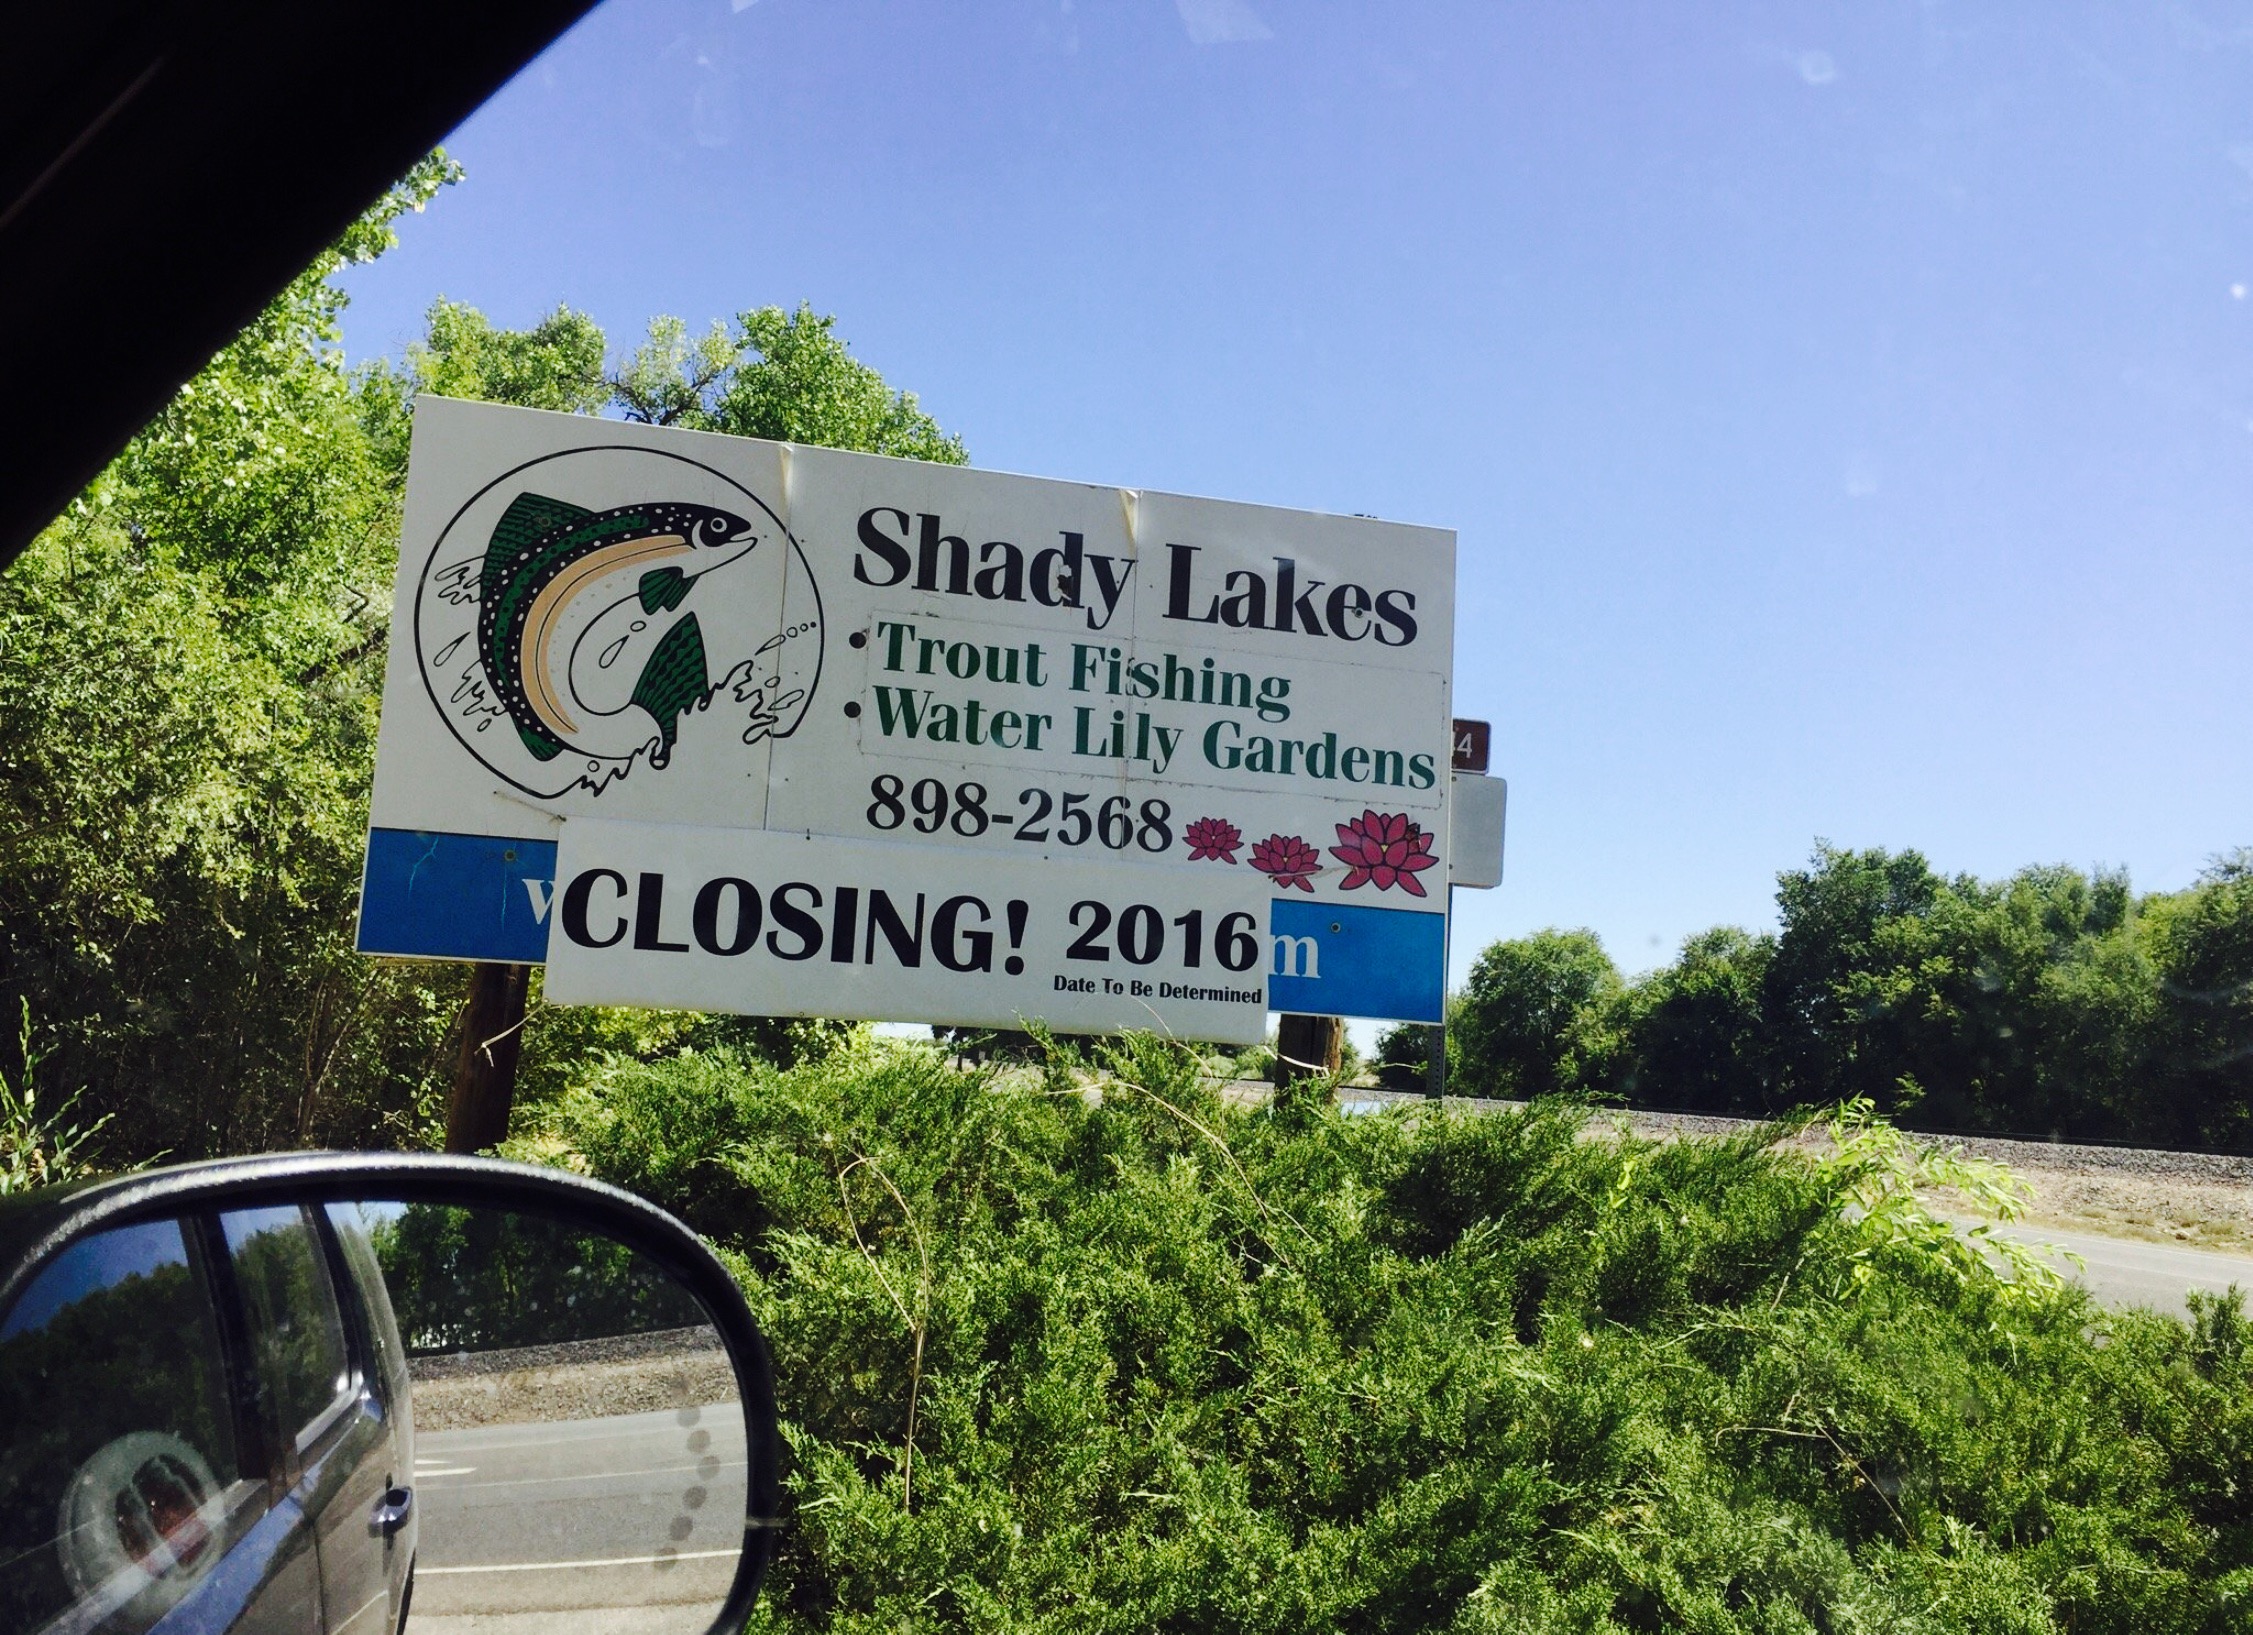 Shady Lakes
• Trout Fishing
• Water Lily Gardens
898-2568
CLOSING! 2016
Date To Be Determined